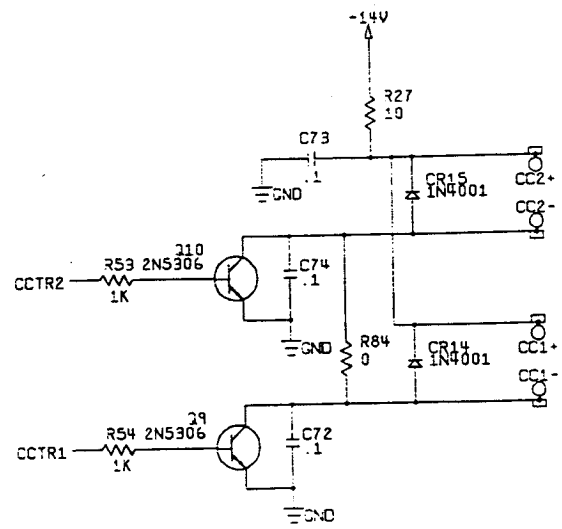 -14V
R27
10
C73
.1
GND
CR15
1N4001
CC2+
CC2-
Q10
R53 2N5306
CCTR2
1K
C74
.1
GND
R84
0
CR14
1N4001
CC1+
CC1-
Q9
R54 2N5306
CCTR1
1K
C72
.1
GND